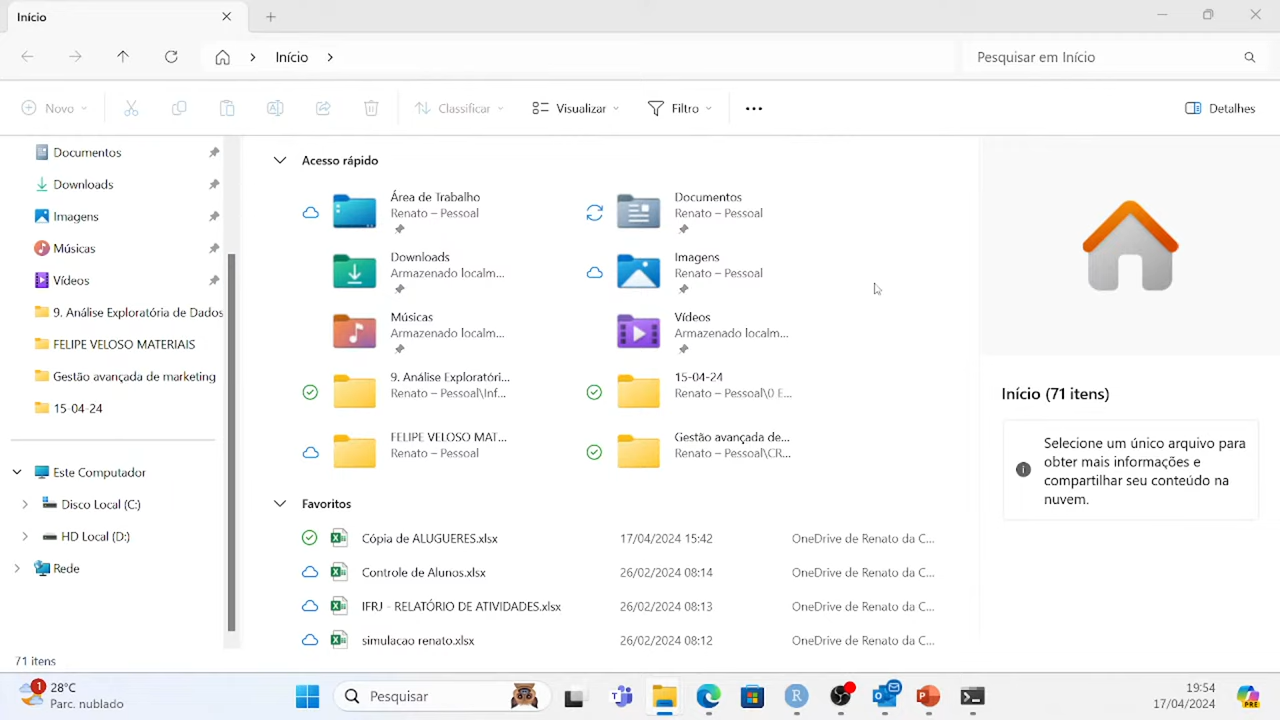 Início
Início
Pesquisar em Início
Novo
Classificar
Visualizar
Filtro
Detalhes
Documentos
Downloads
Imagens
Músicas
Vídeos
9. Análise Exploratória de Dados
FELIPE VELOSO MATERIAIS
Gestão avançada de marketing
15-04-24
Este Computador
Disco Local (C:)
HD Local (D:)
Rede
Acesso rápido
Área de Trabalho
Renato – Pessoal
Documentos
Renato – Pessoal
Downloads
Armazenado localm...
Imagens
Renato – Pessoal
Músicas
Armazenado localm...
Vídeos
Armazenado localm...
9. Análise Exploratóri...
Renato – Pessoal\Inf...
15-04-24
Renato – Pessoal\0 E...
FELIPE VELOSO MAT...
Renato – Pessoal
Gestão avançada de...
Renato – Pessoal\CR...
Favoritos
Cópia de ALUGUERES.xlsx 17/04/2024 15:42 OneDrive de Renato da C...
Controle de Alunos.xlsx 26/02/2024 08:14 OneDrive de Renato da C...
IFRJ - RELATÓRIO DE ATIVIDADES.xlsx 26/02/2024 08:13 OneDrive de Renato da C...
simulacao renato.xlsx 26/02/2024 08:12 OneDrive de Renato da C...
Início (71 itens)
Selecione um único arquivo para
obter mais informações e
compartilhar seu conteúdo na
nuvem.
71 itens
1
28°C
Parc. nublado
Pesquisar
R
P
19:54
17/04/2024
PRE